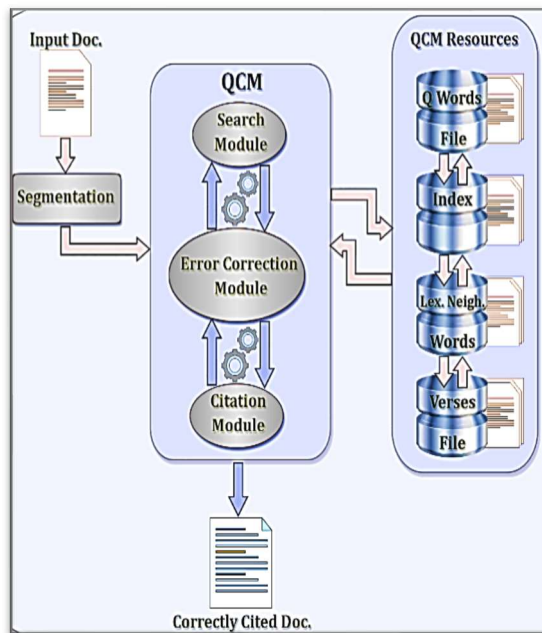 Input Doc.
Segmentation
QCM
Search
Module
Error Correction
Module
Citation
Module
Correctly Cited Doc.
QCM Resources
Q Words
File
Index
Lex. Neigh.
Words
Verses
File